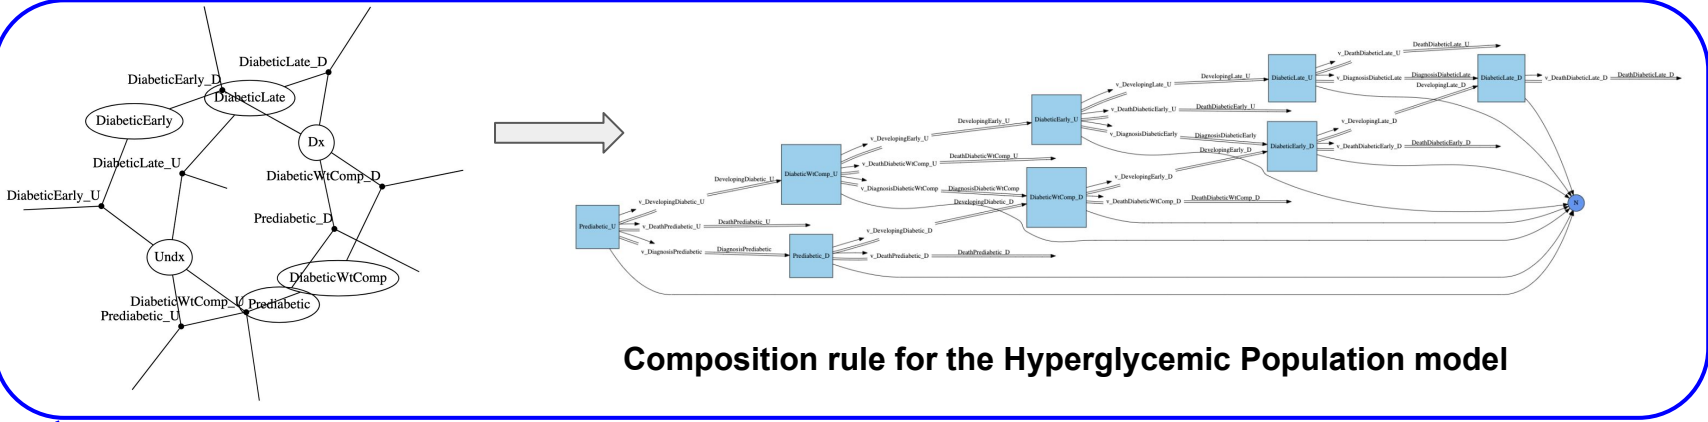 DiabeticLate_D
DiabeticEarly_D
DiabeticLate
DiabeticEarly
Dx
DiabeticLate_U
DiabeticWtComp_D
DiabeticEarly_U
Prediabetic_D
Undx
DiabeticWtComp
DiabeticWtComp_U
Prediabetic
Prediabetic_U
DeathDiabeticLate_U
v_DeathDiabeticLate_U
DevelopingLate_U
DiabeticLate_U
v_DiagnosisDiabeticLate
DiagnosisDiabeticLate
DiabeticLate_D
v_DeathDiabeticLate_D
DeathDiabeticLate_D
v_DevelopingLate_U
DevelopingLate_D
DeathDiabeticEarly_U
v_DeathDiabeticEarly_U
DevelopingEarly_U
DiabeticEarly_U
v_DevelopingLate_D
v_DiagnosisDiabeticEarly
DiagnosisDiabeticEarly
v_DevelopingEarly_U
DiabeticEarly_D
v_DeathDiabeticEarly_D
DeathDiabeticEarly_D
DevelopingEarly_D
DeathDiabeticWtComp_U
v_DeathDiabeticWtComp_U
DevelopingDiabetic_U
DiabeticWtComp_U
v_DevelopingEarly_D
v_DiagnosisDiabeticWtComp
DiagnosisDiabeticWtComp
DiabeticWtComp_D
v_DeathDiabeticWtComp_D
DeathDiabeticWtComp_D
v_DevelopingDiabetic_U
DevelopingDiabetic_D
N
Prediabetic_U
v_DeathPrediabetic_U
DeathPrediabetic_U
v_DevelopingDiabetic_D
v_DiagnosisPrediabetic
DiagnosisPrediabetic
Prediabetic_D
v_DeathPrediabetic_D
DeathPrediabetic_D
Composition rule for the Hyperglycemic Population model